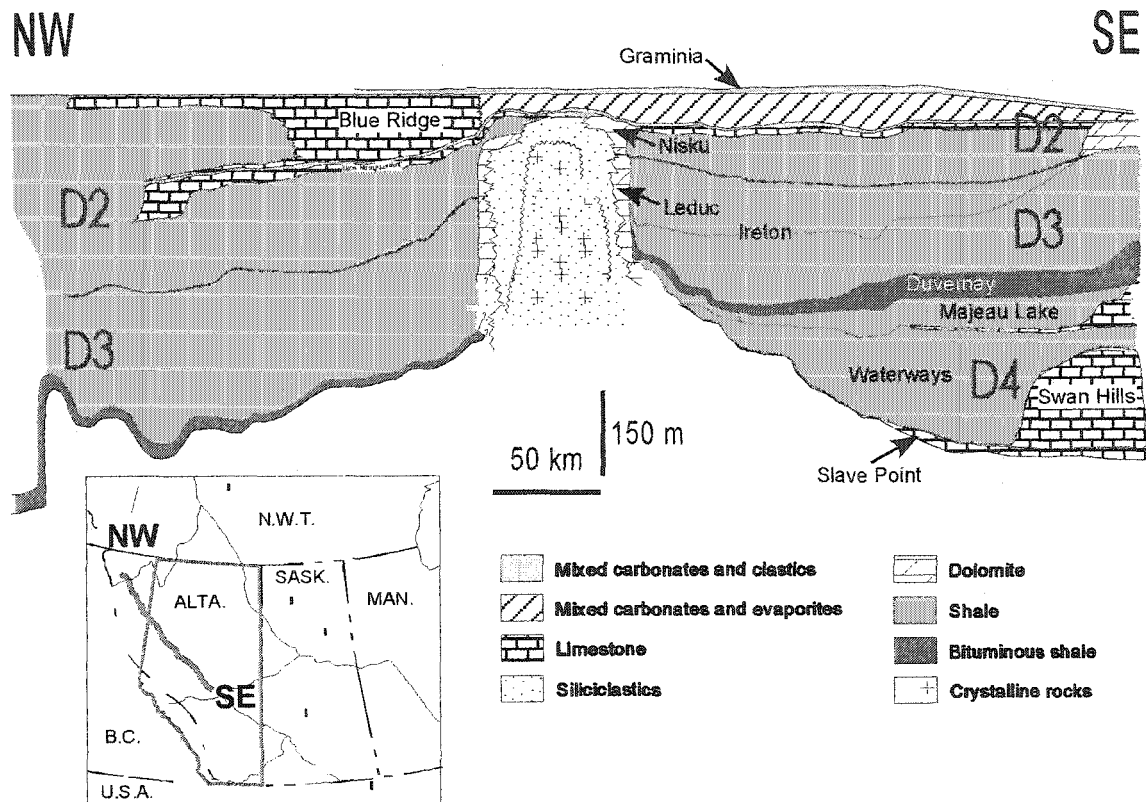 NW
SE
Graminia
Blue Ridge
D2
Nisku
D2
Leduc
Ireton
D3
Duvernay
Majeau Lake
D3
Waterways
D4
Swan Hills
150 m
50 km
Slave Point
NW
N.W.T.
SASK.
ALTA.
MAN.
SE
B.C.
U.S.A.
Mixed carbonates and clastics
Mixed carbonates and evaporites
Limestone
Siliciclastics
Dolomite
Shale
Bituminous shale
Crystalline rocks